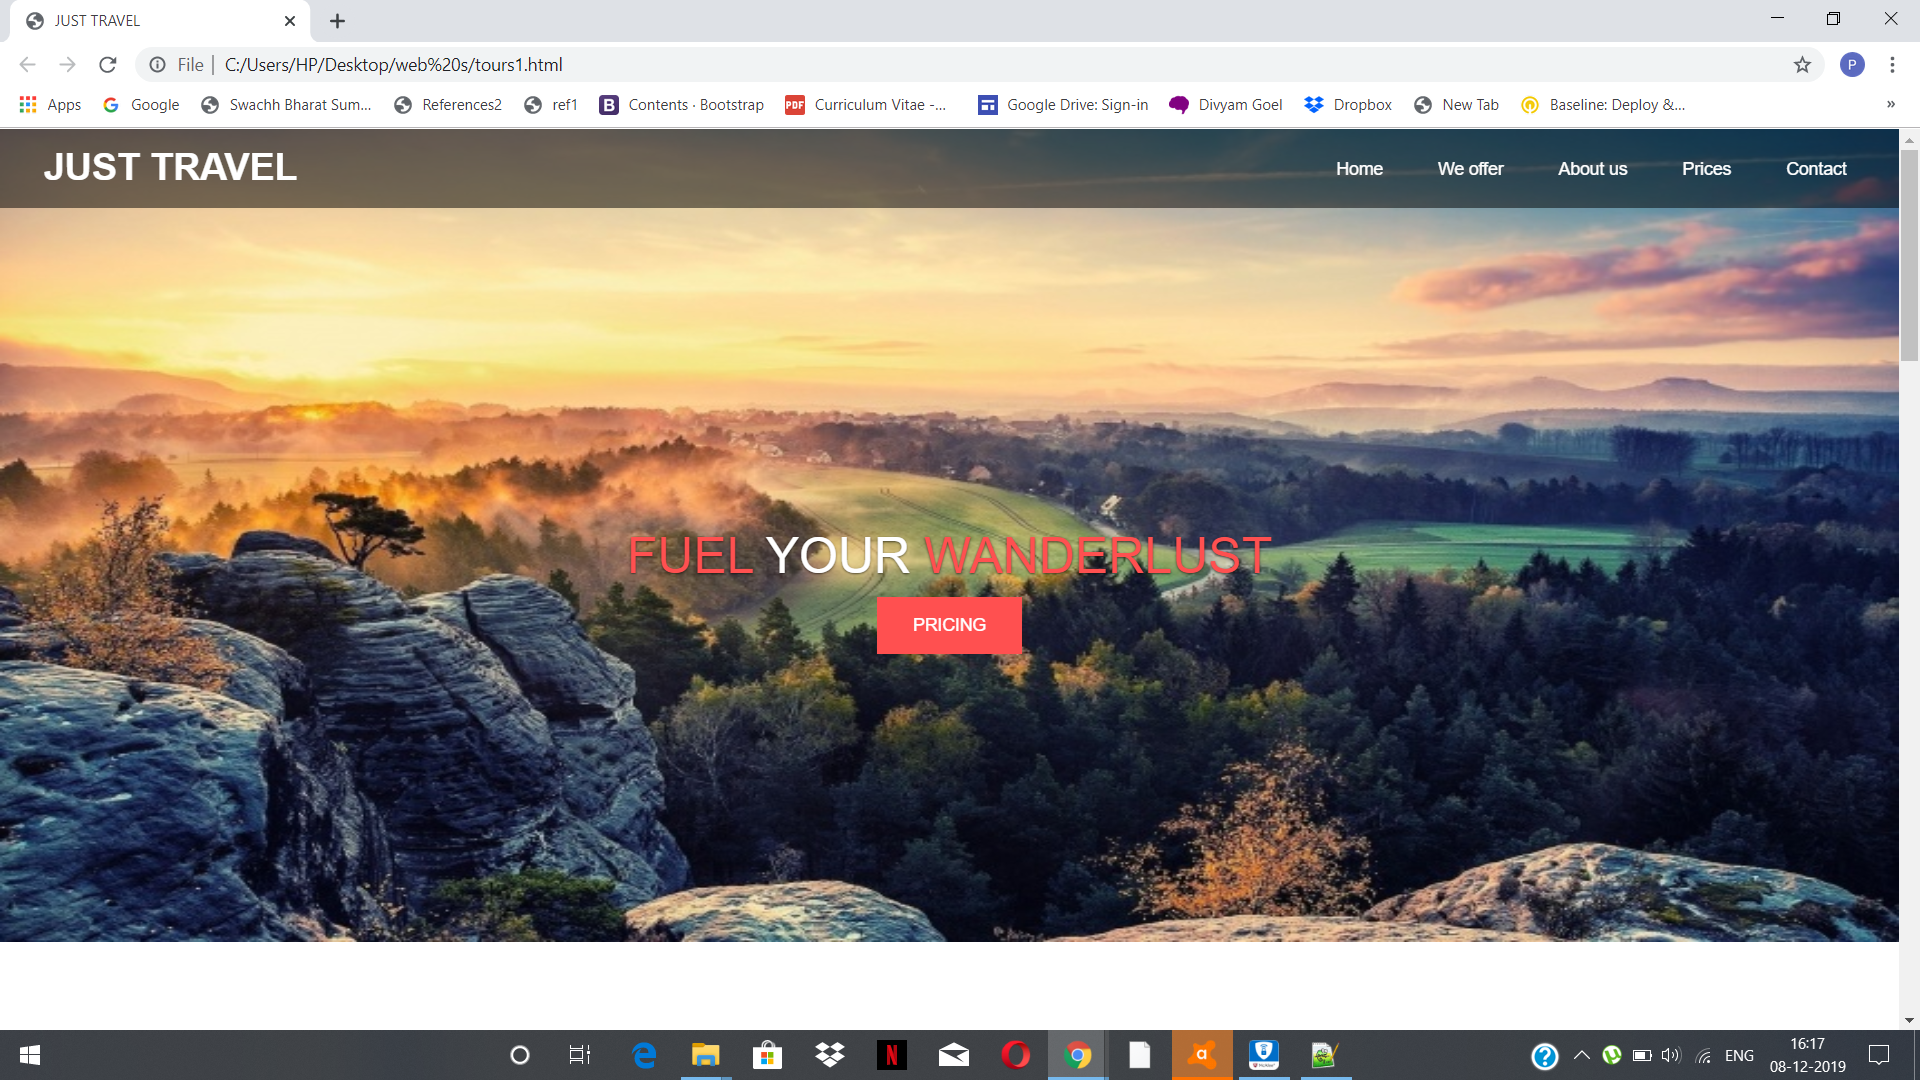 JUST TRAVEL
File | C:/Users/HP/Desktop/web%20s/tours1.html
P
Apps Google Swachh Bharat Sum... References2 ref1 B Contents · Bootstrap PDF Curriculum Vitae -... Google Drive: Sign-in Divyam Goel Dropbox New Tab Baseline: Deploy &... »
JUST TRAVEL Home We offer About us Prices Contact
FUEL YOUR WANDERLUST
PRICING
ENG 16:17
08-12-2019